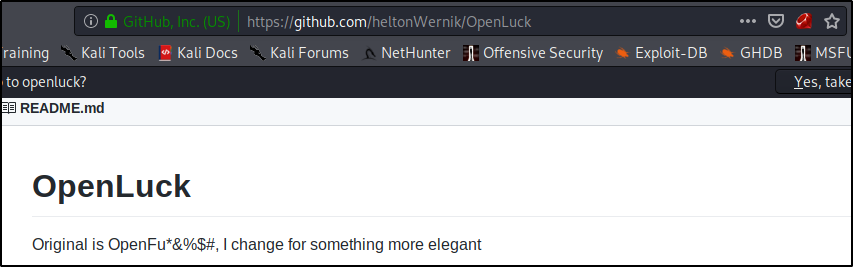 GitHub, Inc. (US) https://github.com/heltonWernik/OpenLuck
raining Kali Tools Kali Docs Kali Forums NetHunter Offensive Security Exploit-DB GHDB MSFU
to openluck? Yes, take
README.md
OpenLuck
Original is OpenFu*&%$#, I change for something more elegant